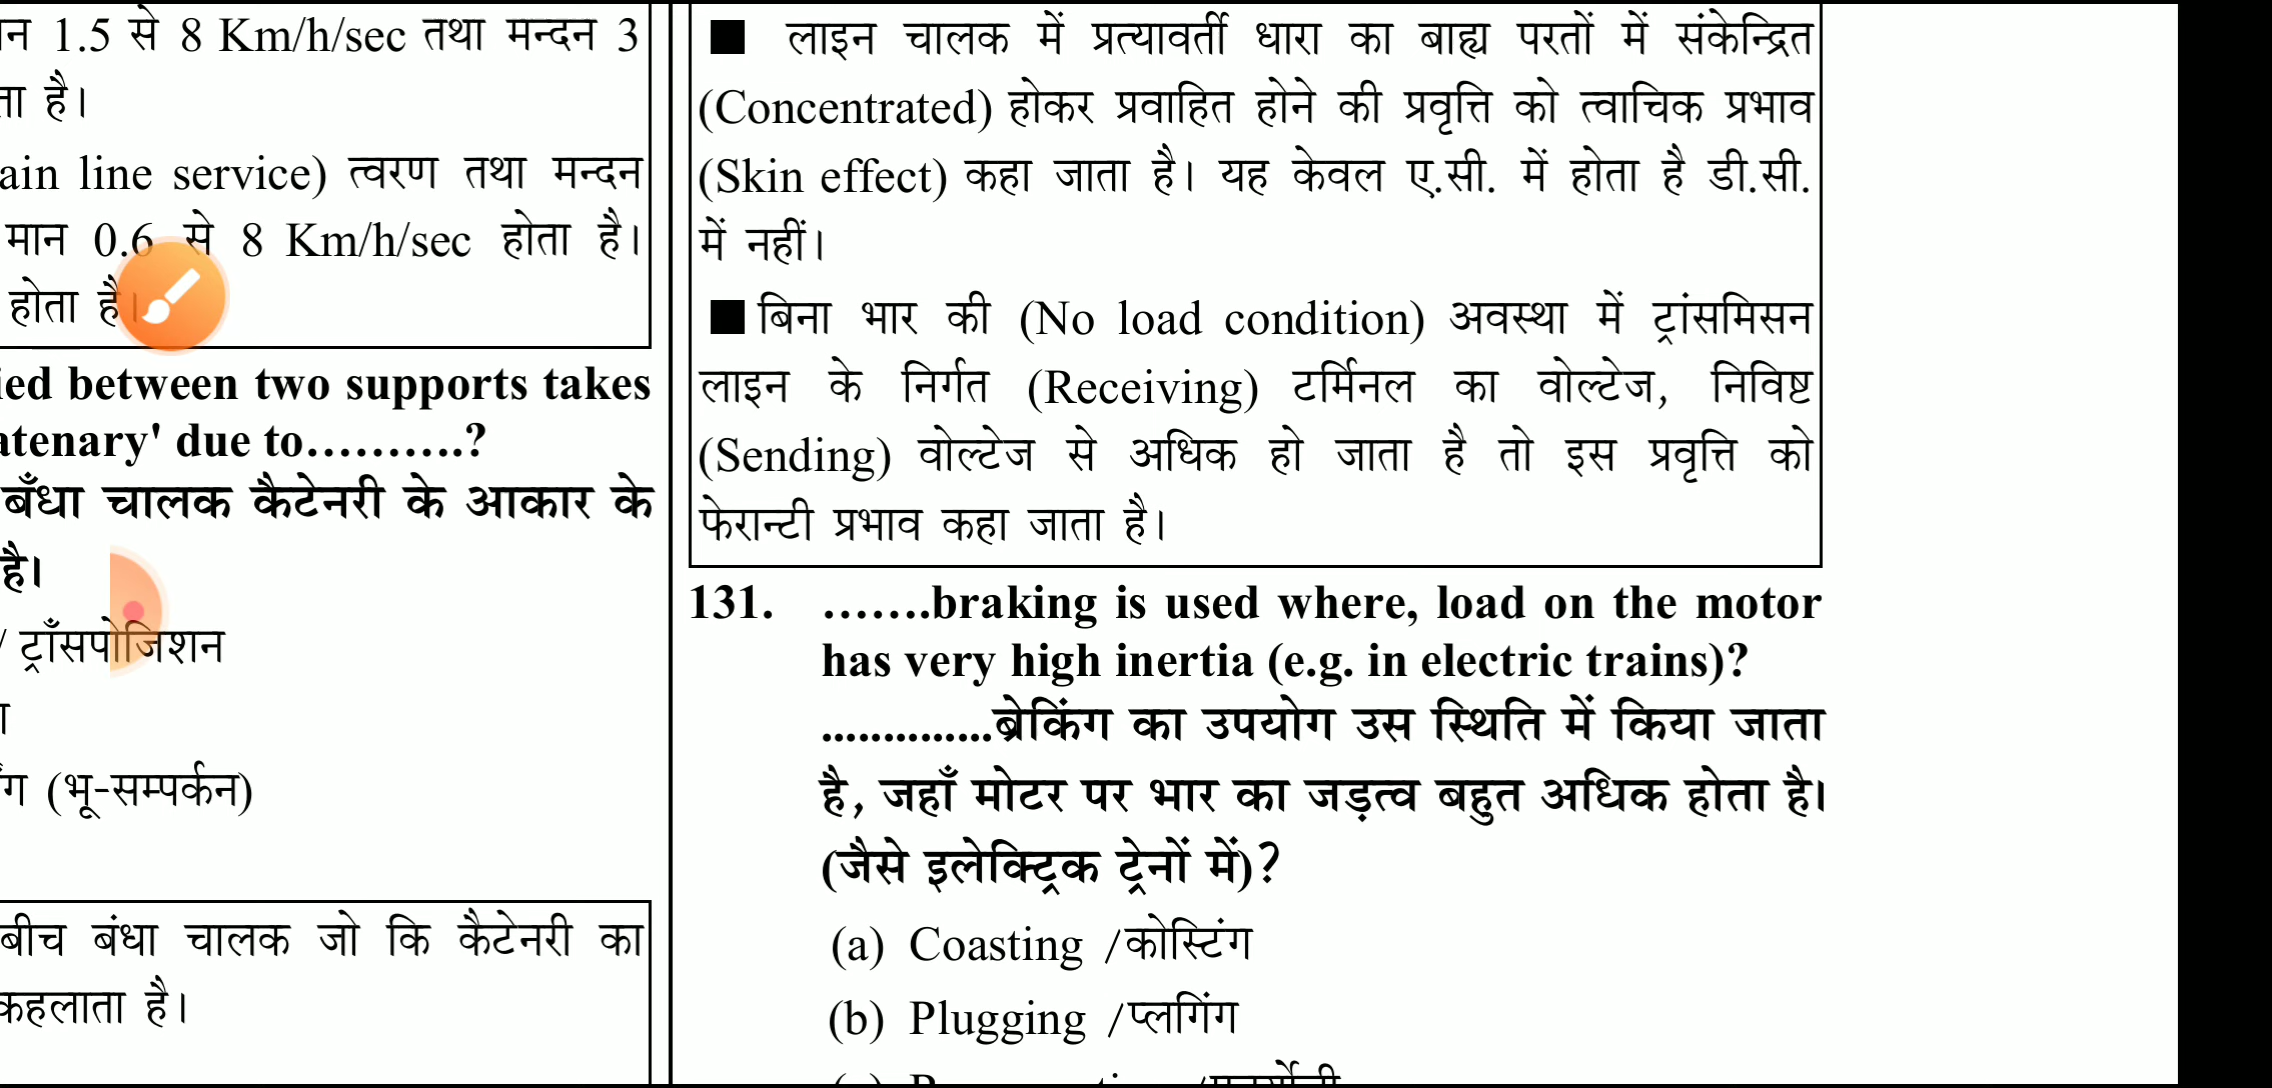 न 1.5 से 8 Km/h/sec तथा मन्दन 3
ता है।
ain line service) त्वरण तथा मन्दन
मान 0.6 से 8 Km/h/sec होता है।
होता है।
ied between two supports takes
atenary' due to..........?
बँधा चालक कैटेनरी के आकार के
है।
/ ट्राँसपोजिशन
ग (भू-सम्पर्कन)
बीच बंधा चालक जो कि कैटेनरी का
कहलाता है।
■ लाइन चालक में प्रत्यावर्ती धारा का बाह्य परतों में संकेन्द्रित
(Concentrated) होकर प्रवाहित होने की प्रवृत्ति को त्वाचिक प्रभाव
(Skin effect) कहा जाता है। यह केवल ए.सी. में होता है डी.सी.
में नहीं।
■ बिना भार की (No load condition) अवस्था में ट्रांसमिसन
लाइन के निर्गत (Receiving) टर्मिनल का वोल्टेज, निविष्ट
(Sending) वोल्टेज से अधिक हो जाता है तो इस प्रवृत्ति को
फेरान्टी प्रभाव कहा जाता है।
131. .......braking is used where, load on the motor
has very high inertia (e.g. in electric trains)?
...............ब्रेकिंग का उपयोग उस स्थिति में किया जाता
है, जहाँ मोटर पर भार का जड़त्व बहुत अधिक होता है।
(जैसे इलेक्ट्रिक ट्रेनों में)?
(a) Coasting /कोस्टिंग
(b) Plugging /प्लगिंग